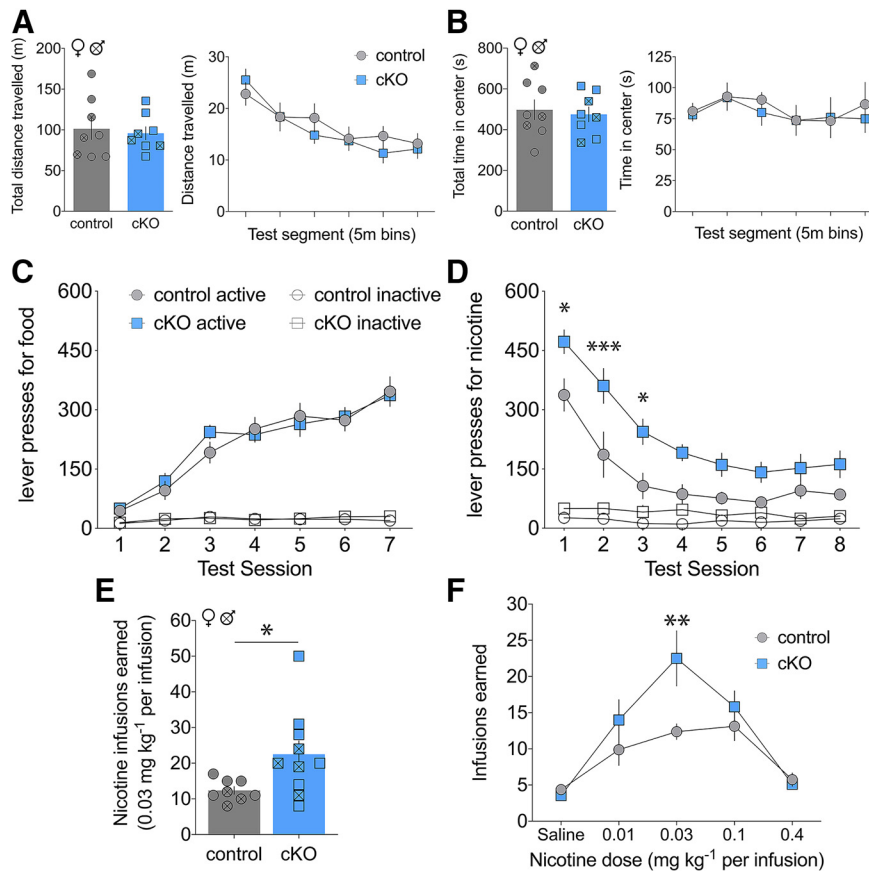 A
♀ ♂
Total distance travelled (m)
200
150
100
50
0
control
cKO
Distance travelled (m)
30
20
10
0
control
cKO
Test segment (5m bins)
B
♀ ♂
Total time in center (s)
800
600
400
200
0
control
cKO
Time in center (s)
125
100
75
50
25
0
Test segment (5m bins)
C
lever presses for food
600
450
300
150
0
control active
control inactive
cKO active
cKO inactive
1 2 3 4 5 6 7
Test Session
D
lever presses for nicotine
600
450
300
150
0
*
***
*
1 2 3 4 5 6 7 8
Test Session
E
♀ ♂
Nicotine infusions earned
(0.03 mg kg⁻¹ per infusion)
60
50
40
30
20
10
0
*
control
cKO
F
Infusions earned
30
25
20
15
10
5
0
**
control
cKO
Saline 0.01 0.03 0.1 0.4
Nicotine dose (mg kg⁻¹ per infusion)